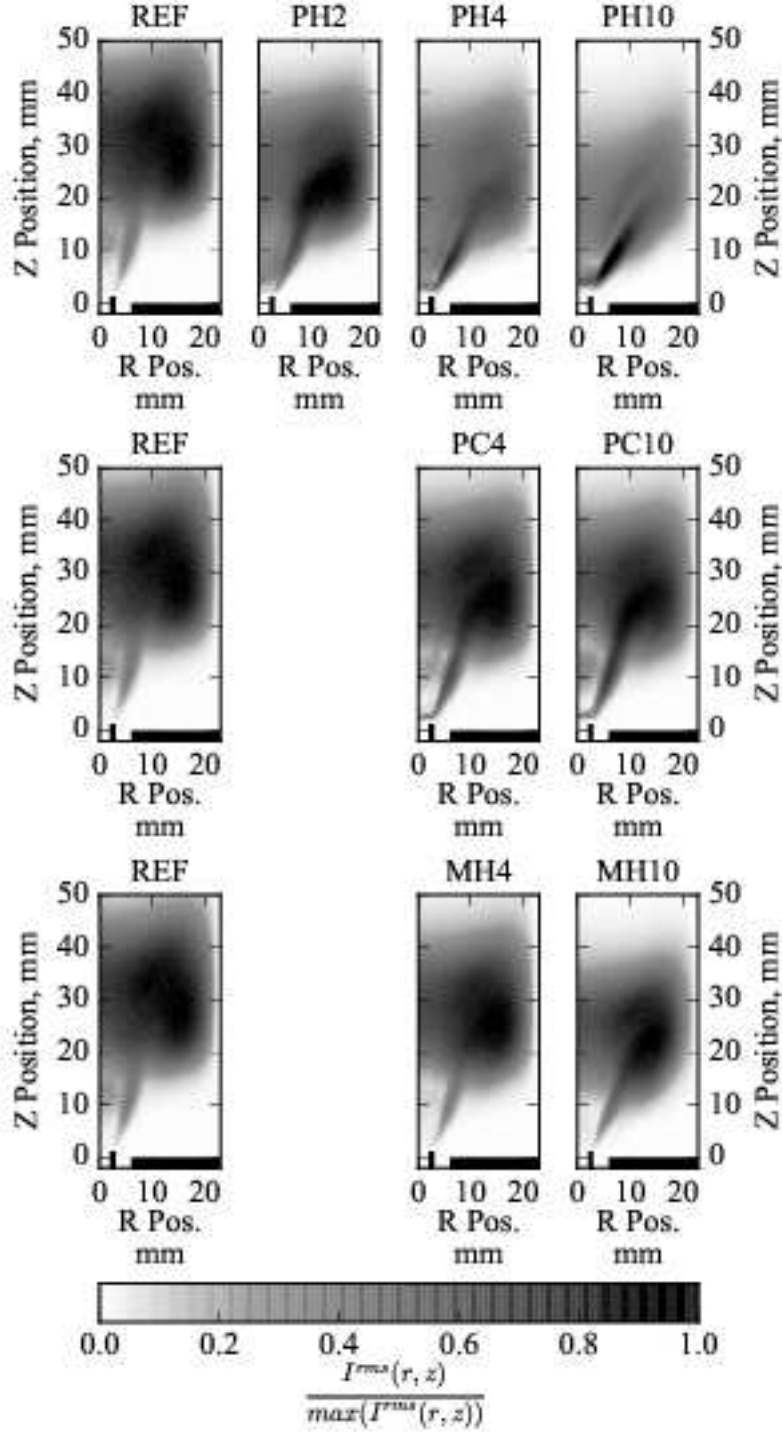 REF PH2 PH4 PH10
50 50
40 40
Z Position, mm 30 30 Z Position, mm
20 20
10 10
0 0
0 10 20 0 10 20 0 10 20 0 10 20
R Pos. R Pos. R Pos. R Pos.
mm mm mm mm
REF PC4 PC10
50 50
40 40
Z Position, mm 30 30 Z Position, mm
20 20
10 10
0 0
0 10 20 0 10 20 0 10 20
R Pos. R Pos. R Pos.
mm mm mm
REF MH4 MH10
50 50
40 40
Z Position, mm 30 30 Z Position, mm
20 20
10 10
0 0
0 10 20 0 10 20 0 10 20
R Pos. R Pos. R Pos.
mm mm mm
0.0 0.2 0.4 0.6 0.8 1.0
I^{rms}(r, z)
max(I^{rms}(r, z))